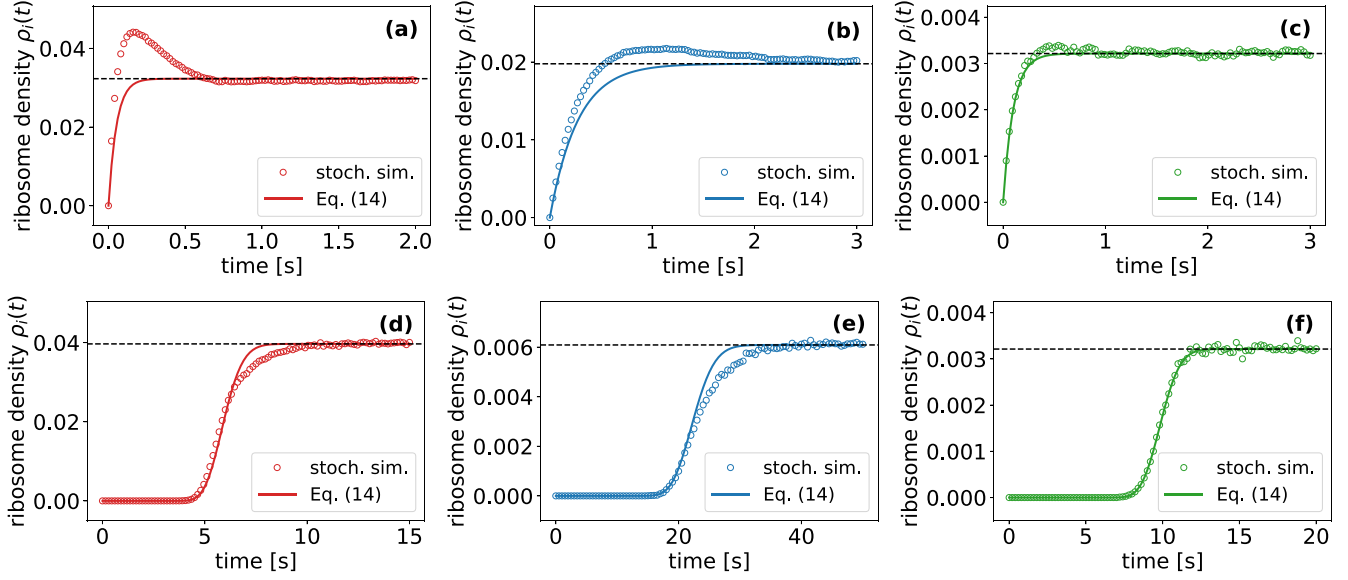 (a)
ribosome density ρi(t)
0.04
0.02
0.00
stoch. sim.
Eq. (14)
0.0 0.5 1.0 1.5 2.0
time [s]
(b)
ribosome density ρi(t)
0.02
0.01
0.00
stoch. sim.
Eq. (14)
0 1 2 3
time [s]
(c)
ribosome density ρi(t)
0.004
0.003
0.002
0.001
0.000
stoch. sim.
Eq. (14)
0 1 2 3
time [s]
(d)
ribosome density ρi(t)
0.04
0.02
0.00
stoch. sim.
Eq. (14)
0 5 10 15
time [s]
(e)
ribosome density ρi(t)
0.006
0.004
0.002
0.000
stoch. sim.
Eq. (14)
0 20 40
time [s]
(f)
ribosome density ρi(t)
0.004
0.003
0.002
0.001
0.000
stoch. sim.
Eq. (14)
0 5 10 15 20
time [s]